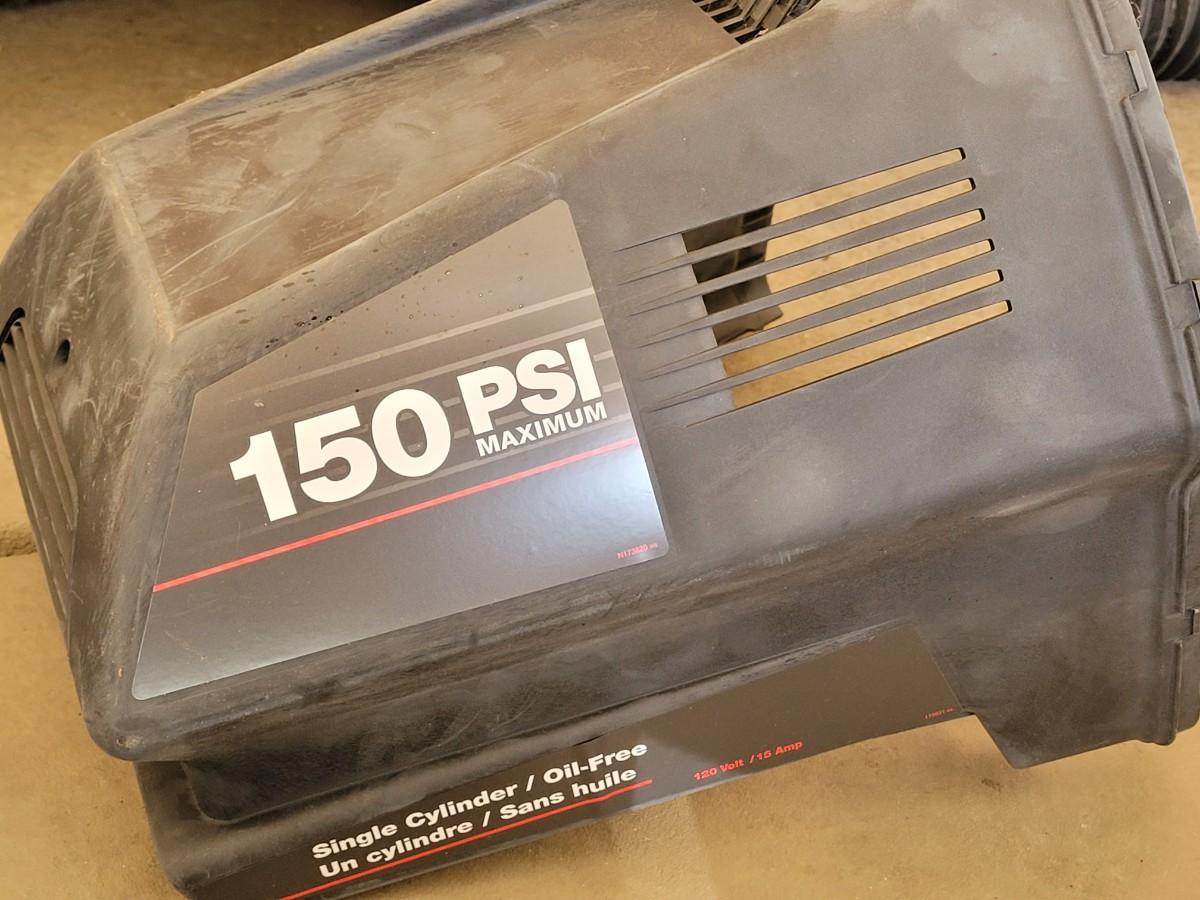 150 PSI
MAXIMUM
Single Cylinder / Oil-Free
Un cylindre / Sans huile
120 Volt / 15 Amp